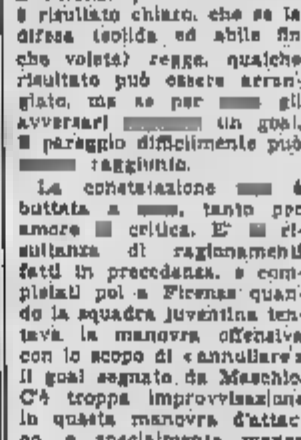 è risultato chiaro, che se la
difesa (solida ed abile fin
che volete) regge, qualche
risultato può essere arran
giato, ma se per gli
avversari un goal,
il pareggio difficilmente può
raggiunto.
La constatazione è
buttata a tanto per
amore critica. E' ri-
sultanza di ragionamenti
fatti in precedenza, e com-
pletati poi a Firenze quan-
do la squadra juventina ten-
tava la manovra offensiva
con lo scopo di « annullare »
il goal segnato da Maschio
C'è troppa improvvisazione
in questa manovra d'attac-
co e specialmente